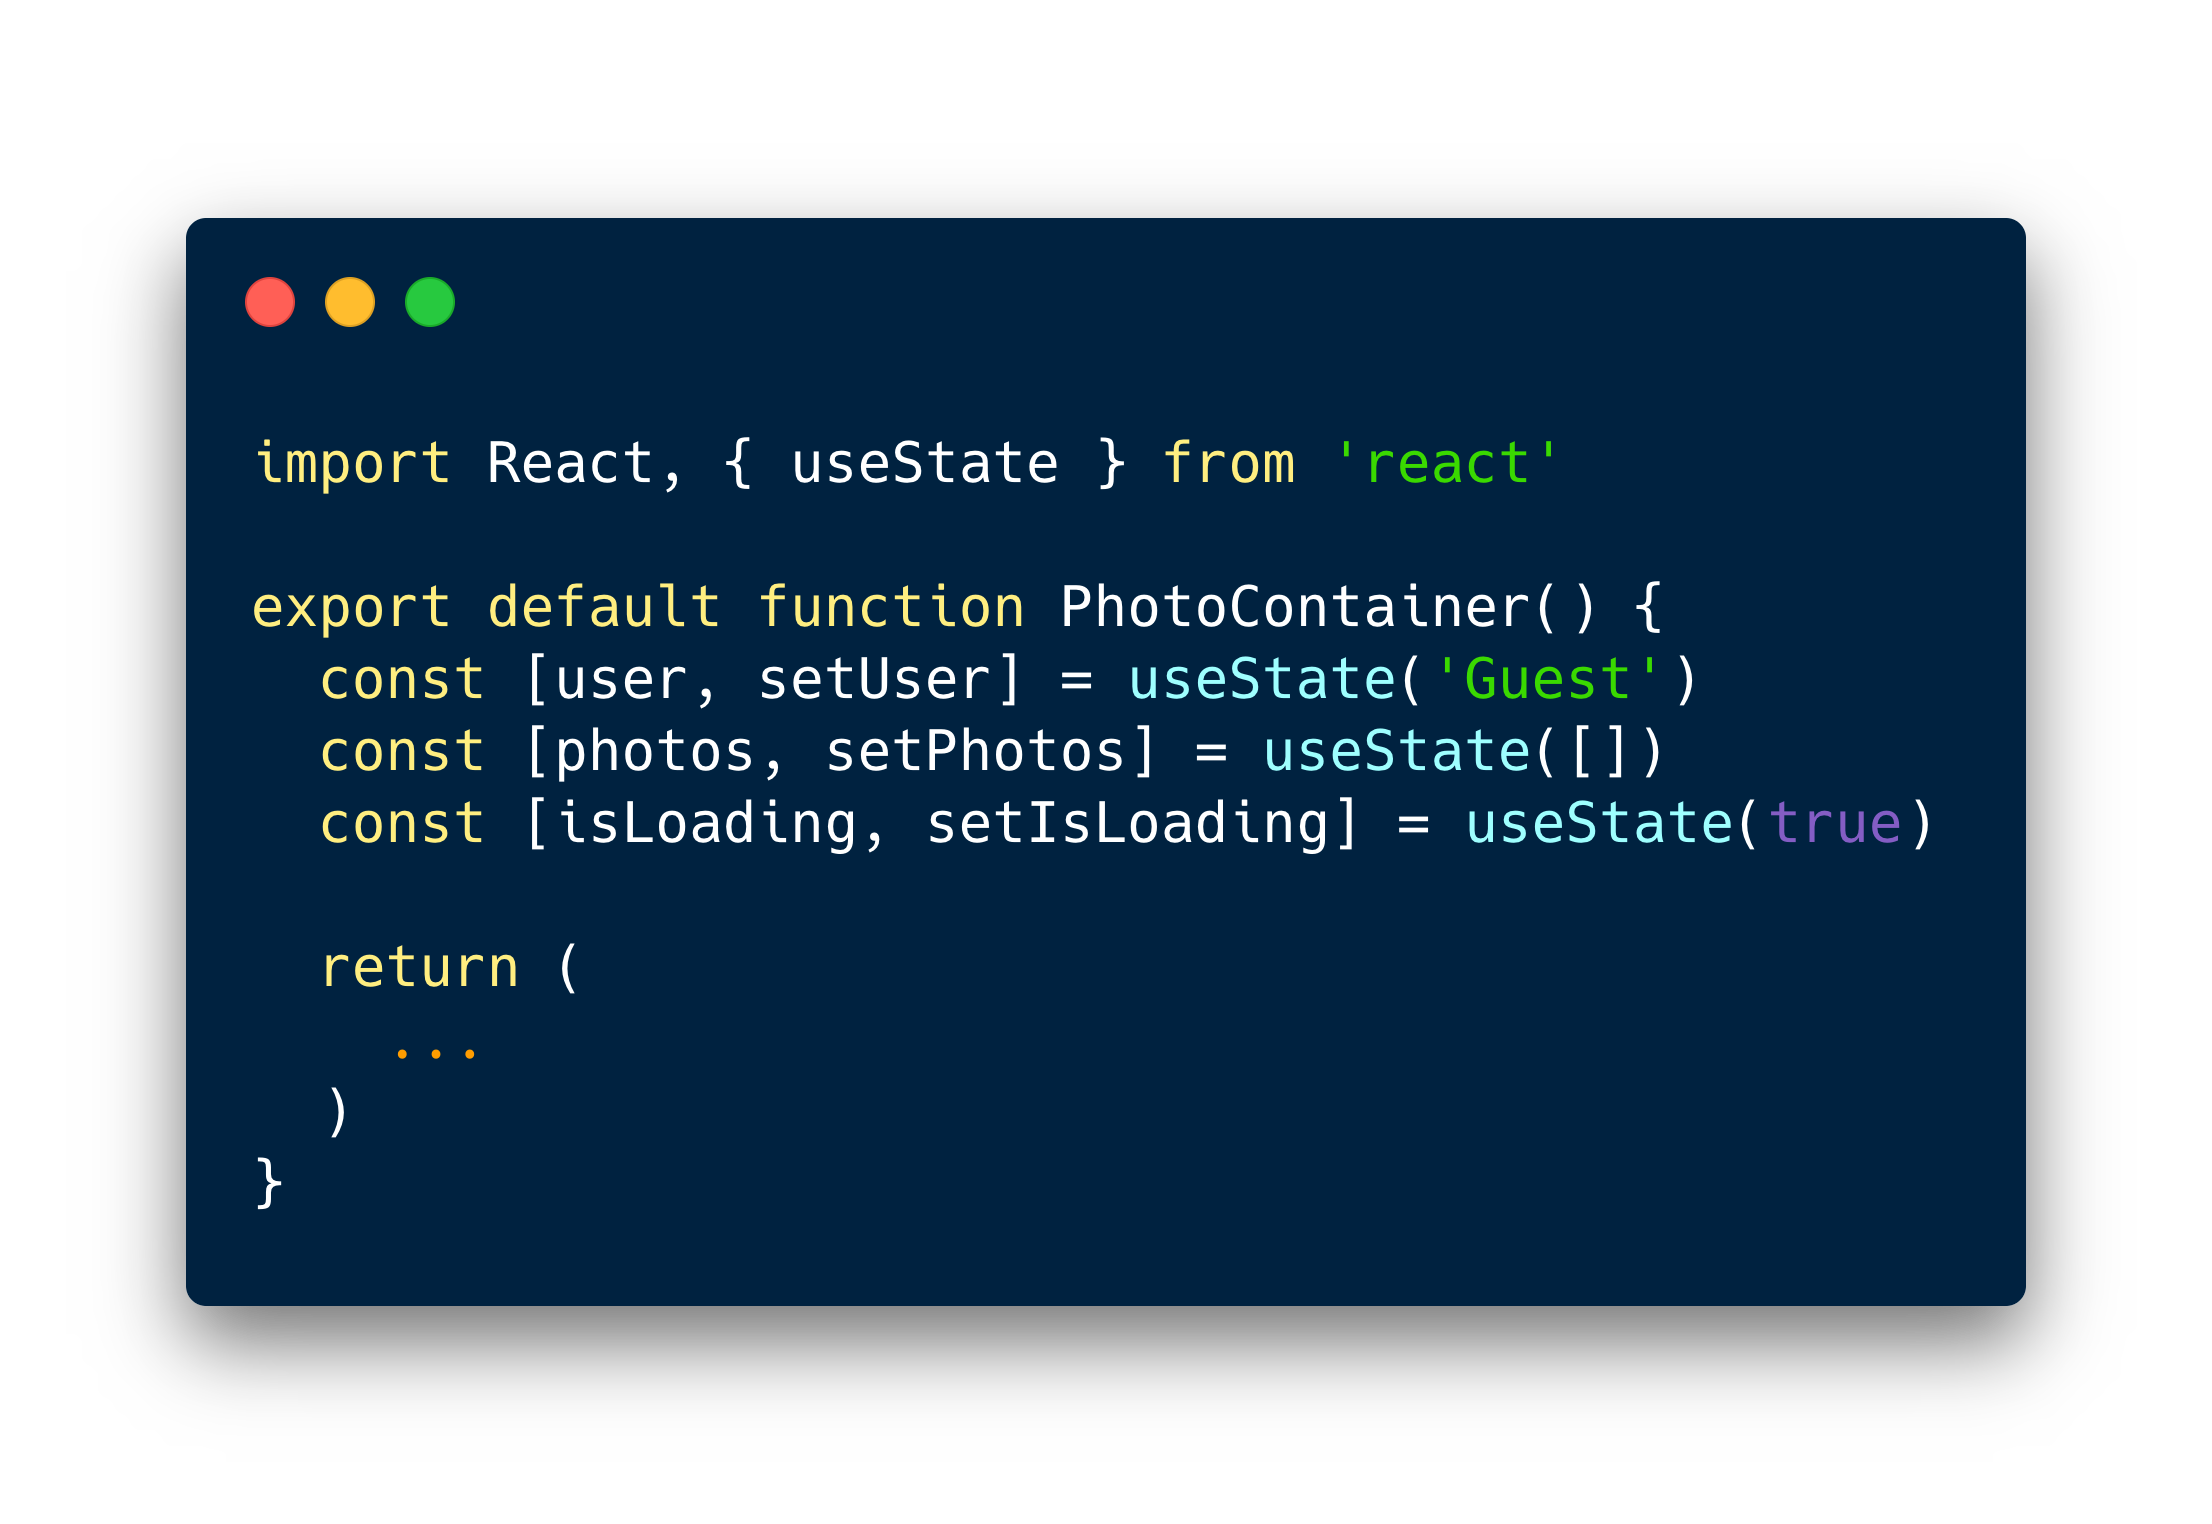 import React, { useState } from 'react'
export default function PhotoContainer() {
  const [user, setUser] = useState('Guest')
  const [photos, setPhotos] = useState([])
  const [isLoading, setIsLoading] = useState(true)
  return (
    ...
  )
}